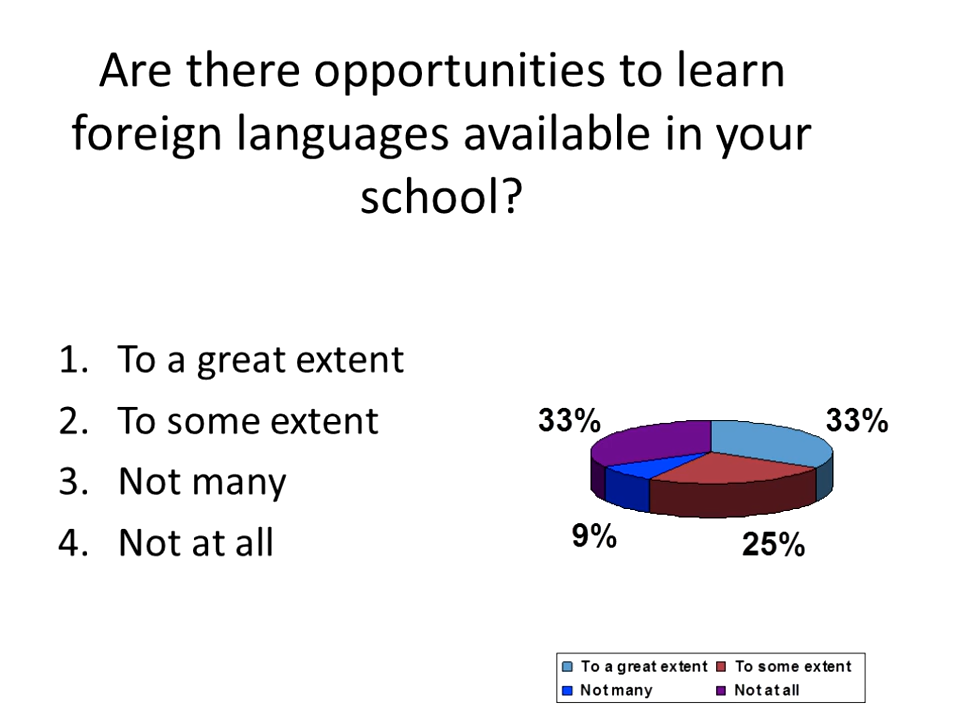 Are there opportunities to learn
foreign languages available in your
school?
1. To a great extent
2. To some extent
3. Not many
4. Not at all
33% 33%
9% 25%
To a great extent To some extent
Not many Not at all